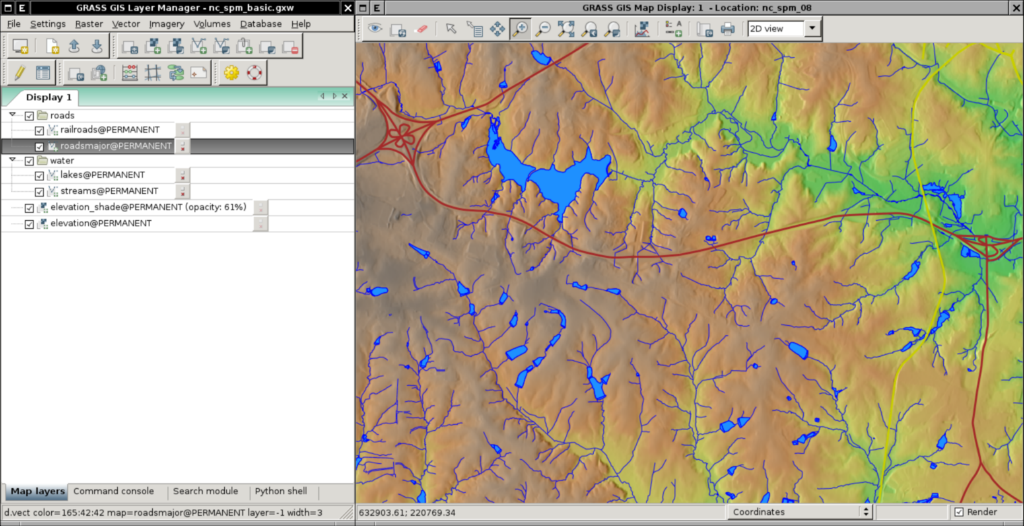 GRASS GIS Layer Manager - nc_spm_basic.gxw
File Settings Raster Vector Imagery Volumes Database Help
Display 1
roads
railroads@PERMANENT
roadsmajor@PERMANENT
water
lakes@PERMANENT
streams@PERMANENT
elevation_shade@PERMANENT (opacity: 61%)
elevation@PERMANENT
Map layers Command console Search module Python shell
d.vect color=165:42:42 map=roadsmajor@PERMANENT layer=-1 width=3
GRASS GIS Map Display: 1 - Location: nc_spm_08
2D view
632903.61; 220769.34
Coordinates
Render